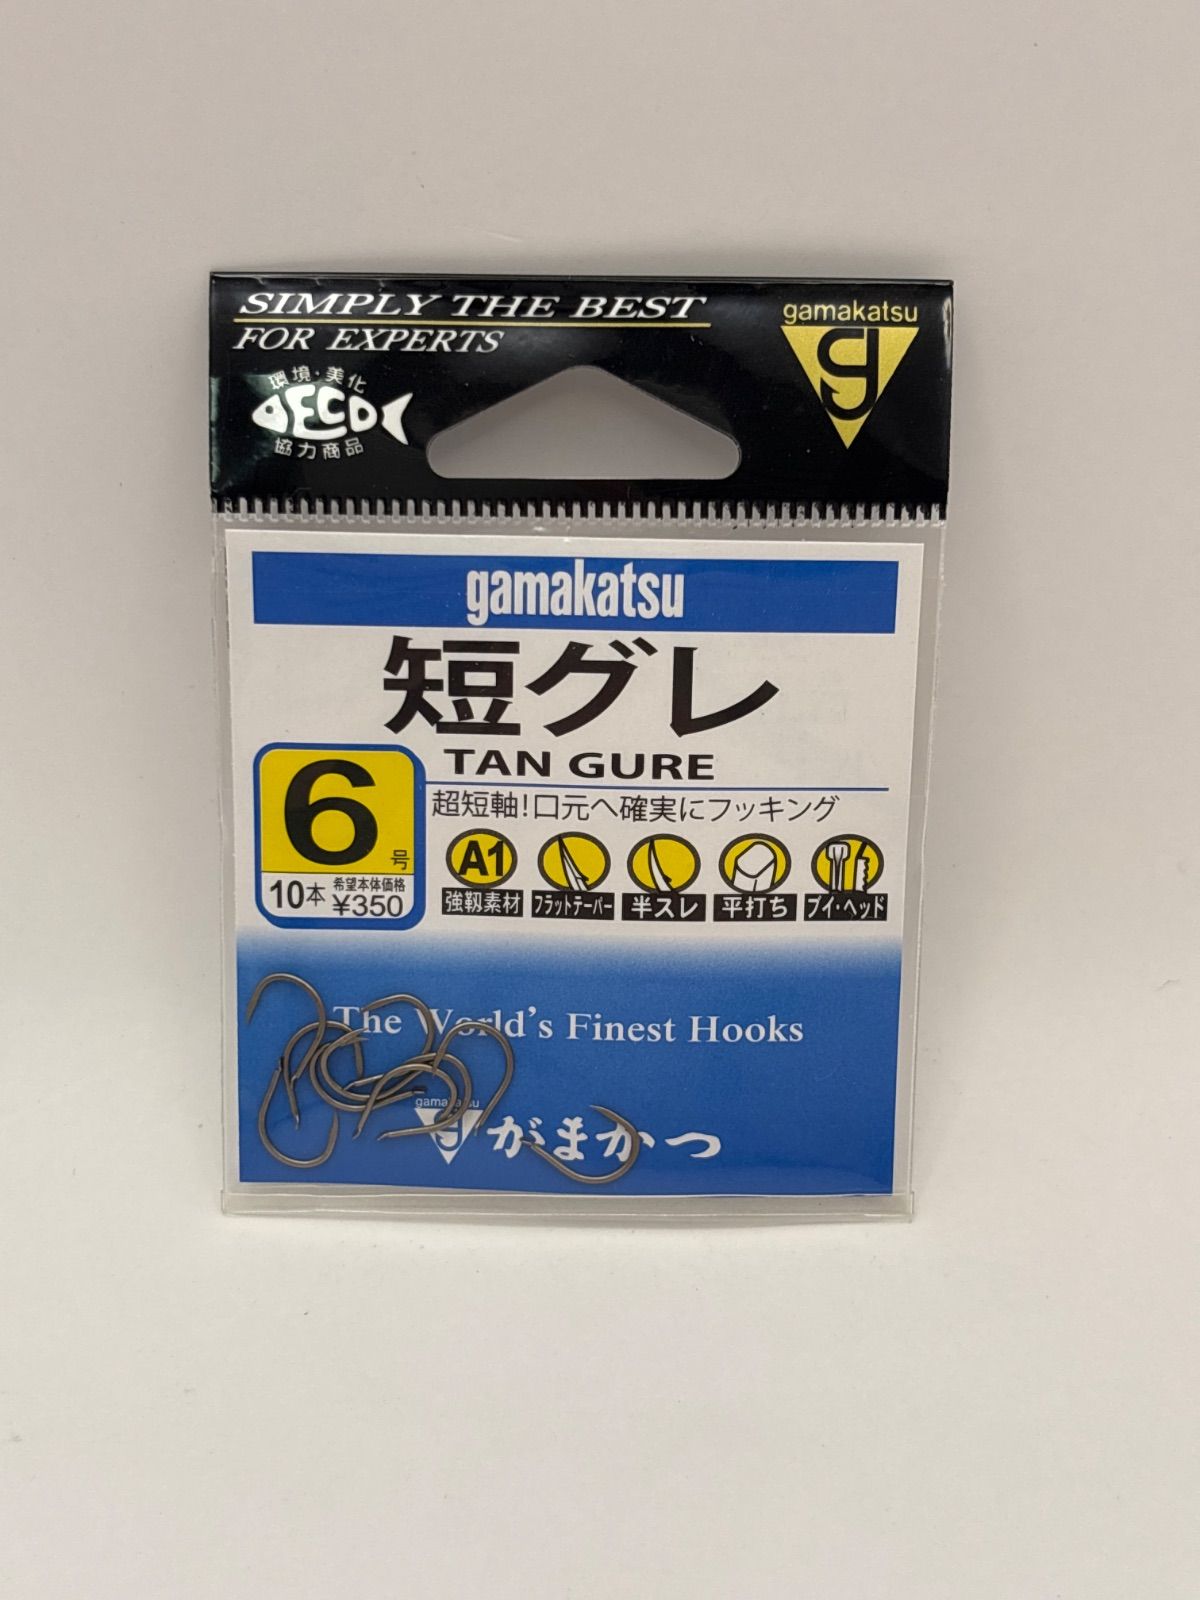 SIMPLY THE BEST
FOR EXPERTS
gamakatsu
環境・美化
DECO
協力商品
gamakatsu
短グレ
TAN GURE
超短軸!口元へ確実にフッキング
6号
10本 希望本体価格 ¥350
A1
強靱素材 フラットテーパー 半スレ 平打ち ブイ・ヘッド
The World's Finest Hooks
gamakatsu
がまかつ